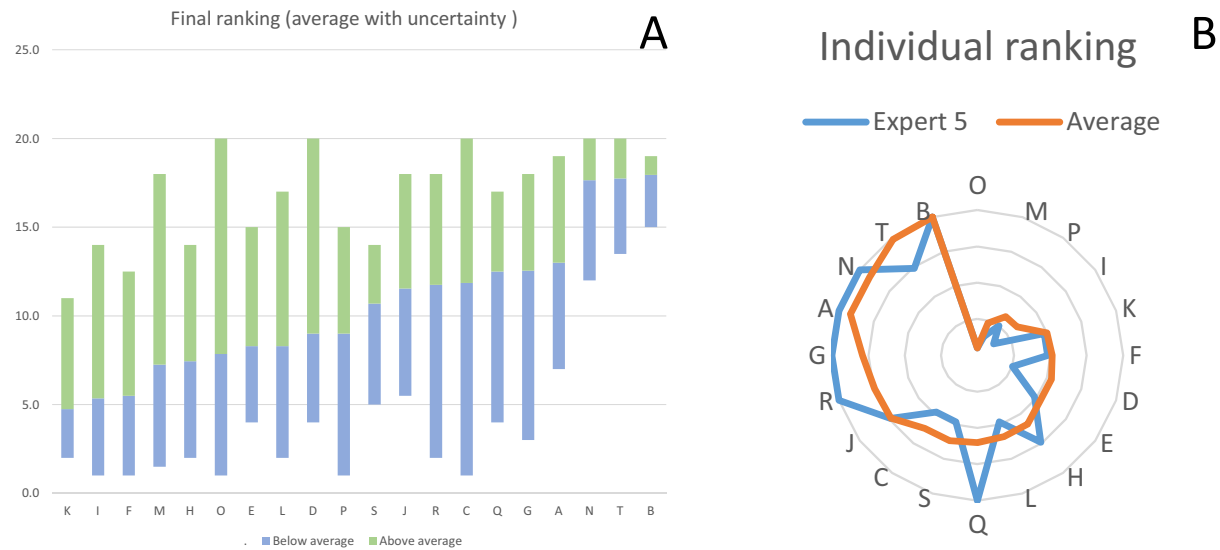 Final ranking (average with uncertainty )
A
25.0
20.0
15.0
10.0
5.0
0.0
K I F M H O E L D P S J R C Q G A N T B
. Below average Above average
B
Individual ranking
Expert 5 Average
O
B M
T P
N I
A K
G F
R D
J E
C H
S L
Q